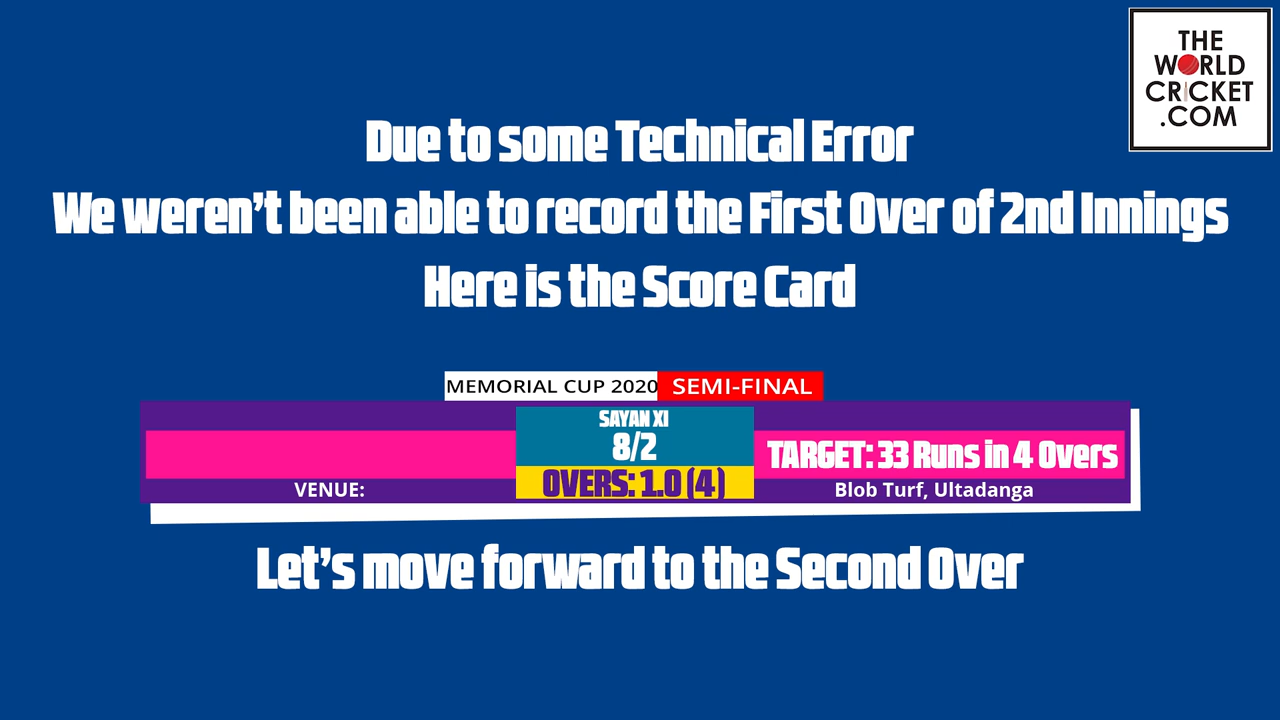 THE
WORLD
CRICKET
.COM
Due to some Technical Error
We weren't been able to record the First Over of 2nd Innings
Here is the Score Card
MEMORIAL CUP 2020 SEMI-FINAL
SAYAN XI
8/2
TARGET: 33 Runs in 4 Overs
OVERS: 1.0 (4)
VENUE: Blob Turf, Ultadanga
Let's move forward to the Second Over